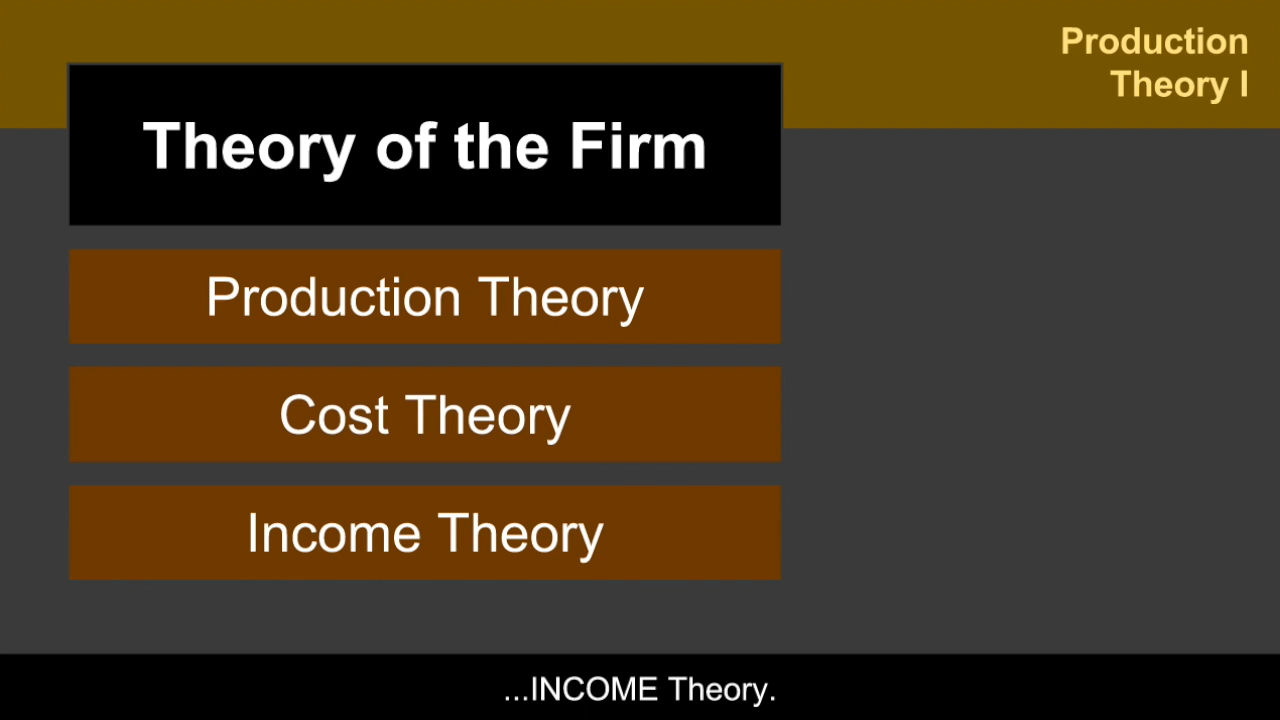 Production
Theory I
Theory of the Firm
Production Theory
Cost Theory
Income Theory
...INCOME Theory.